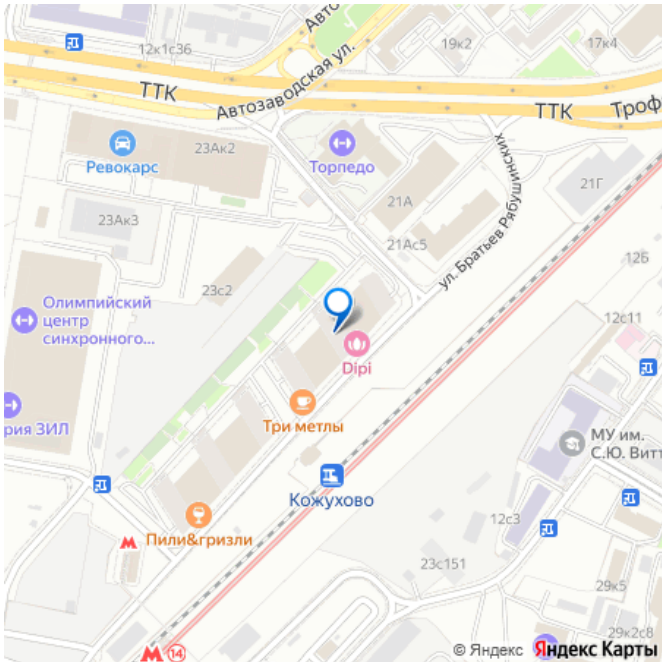 Авто
12к1с36
Автозаводская ул.
19к2
17к4
ТТК
ТТК
Троф
23Ак2
Ревокарс
Торпедо
21Г
21А
ул. Братьев Рябушинских
23Ак3
21Ас5
12Б
23с2
Олимпийский
центр
синхронного...
12с11
Dipi
рия ЗИЛ
Три метлы
МУ им.
С.Ю. Витт
Кожухово
12с3
Пили&гризли
23с151
29к5
29к2с8
14
© Яндекс Яндекс Карты